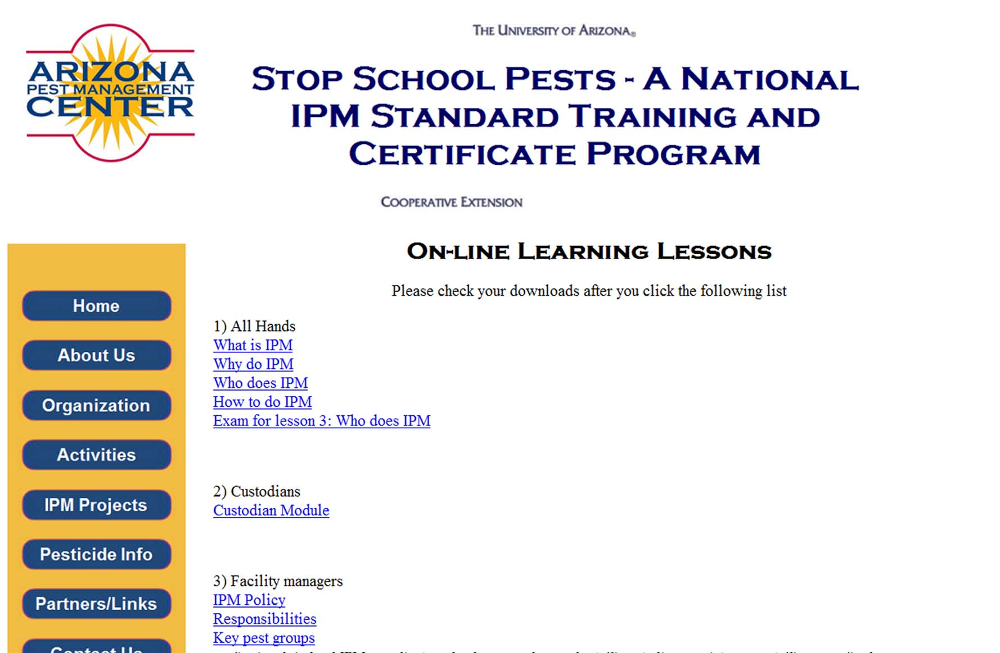 THE UNIVERSITY OF ARIZONA®
ARIZONA
PEST MANAGEMENT
CENTER
STOP SCHOOL PESTS - A NATIONAL
IPM STANDARD TRAINING AND
CERTIFICATE PROGRAM
COOPERATIVE EXTENSION
ON-LINE LEARNING LESSONS
Please check your downloads after you click the following list
Home
About Us
Organization
Activities
IPM Projects
Pesticide Info
Partners/Links
Contact Us
1) All Hands
What is IPM
Why do IPM
Who does IPM
How to do IPM
Exam for lesson 3: Who does IPM
2) Custodians
Custodian Module
3) Facility managers
IPM Policy
Responsibilities
Key pest groups